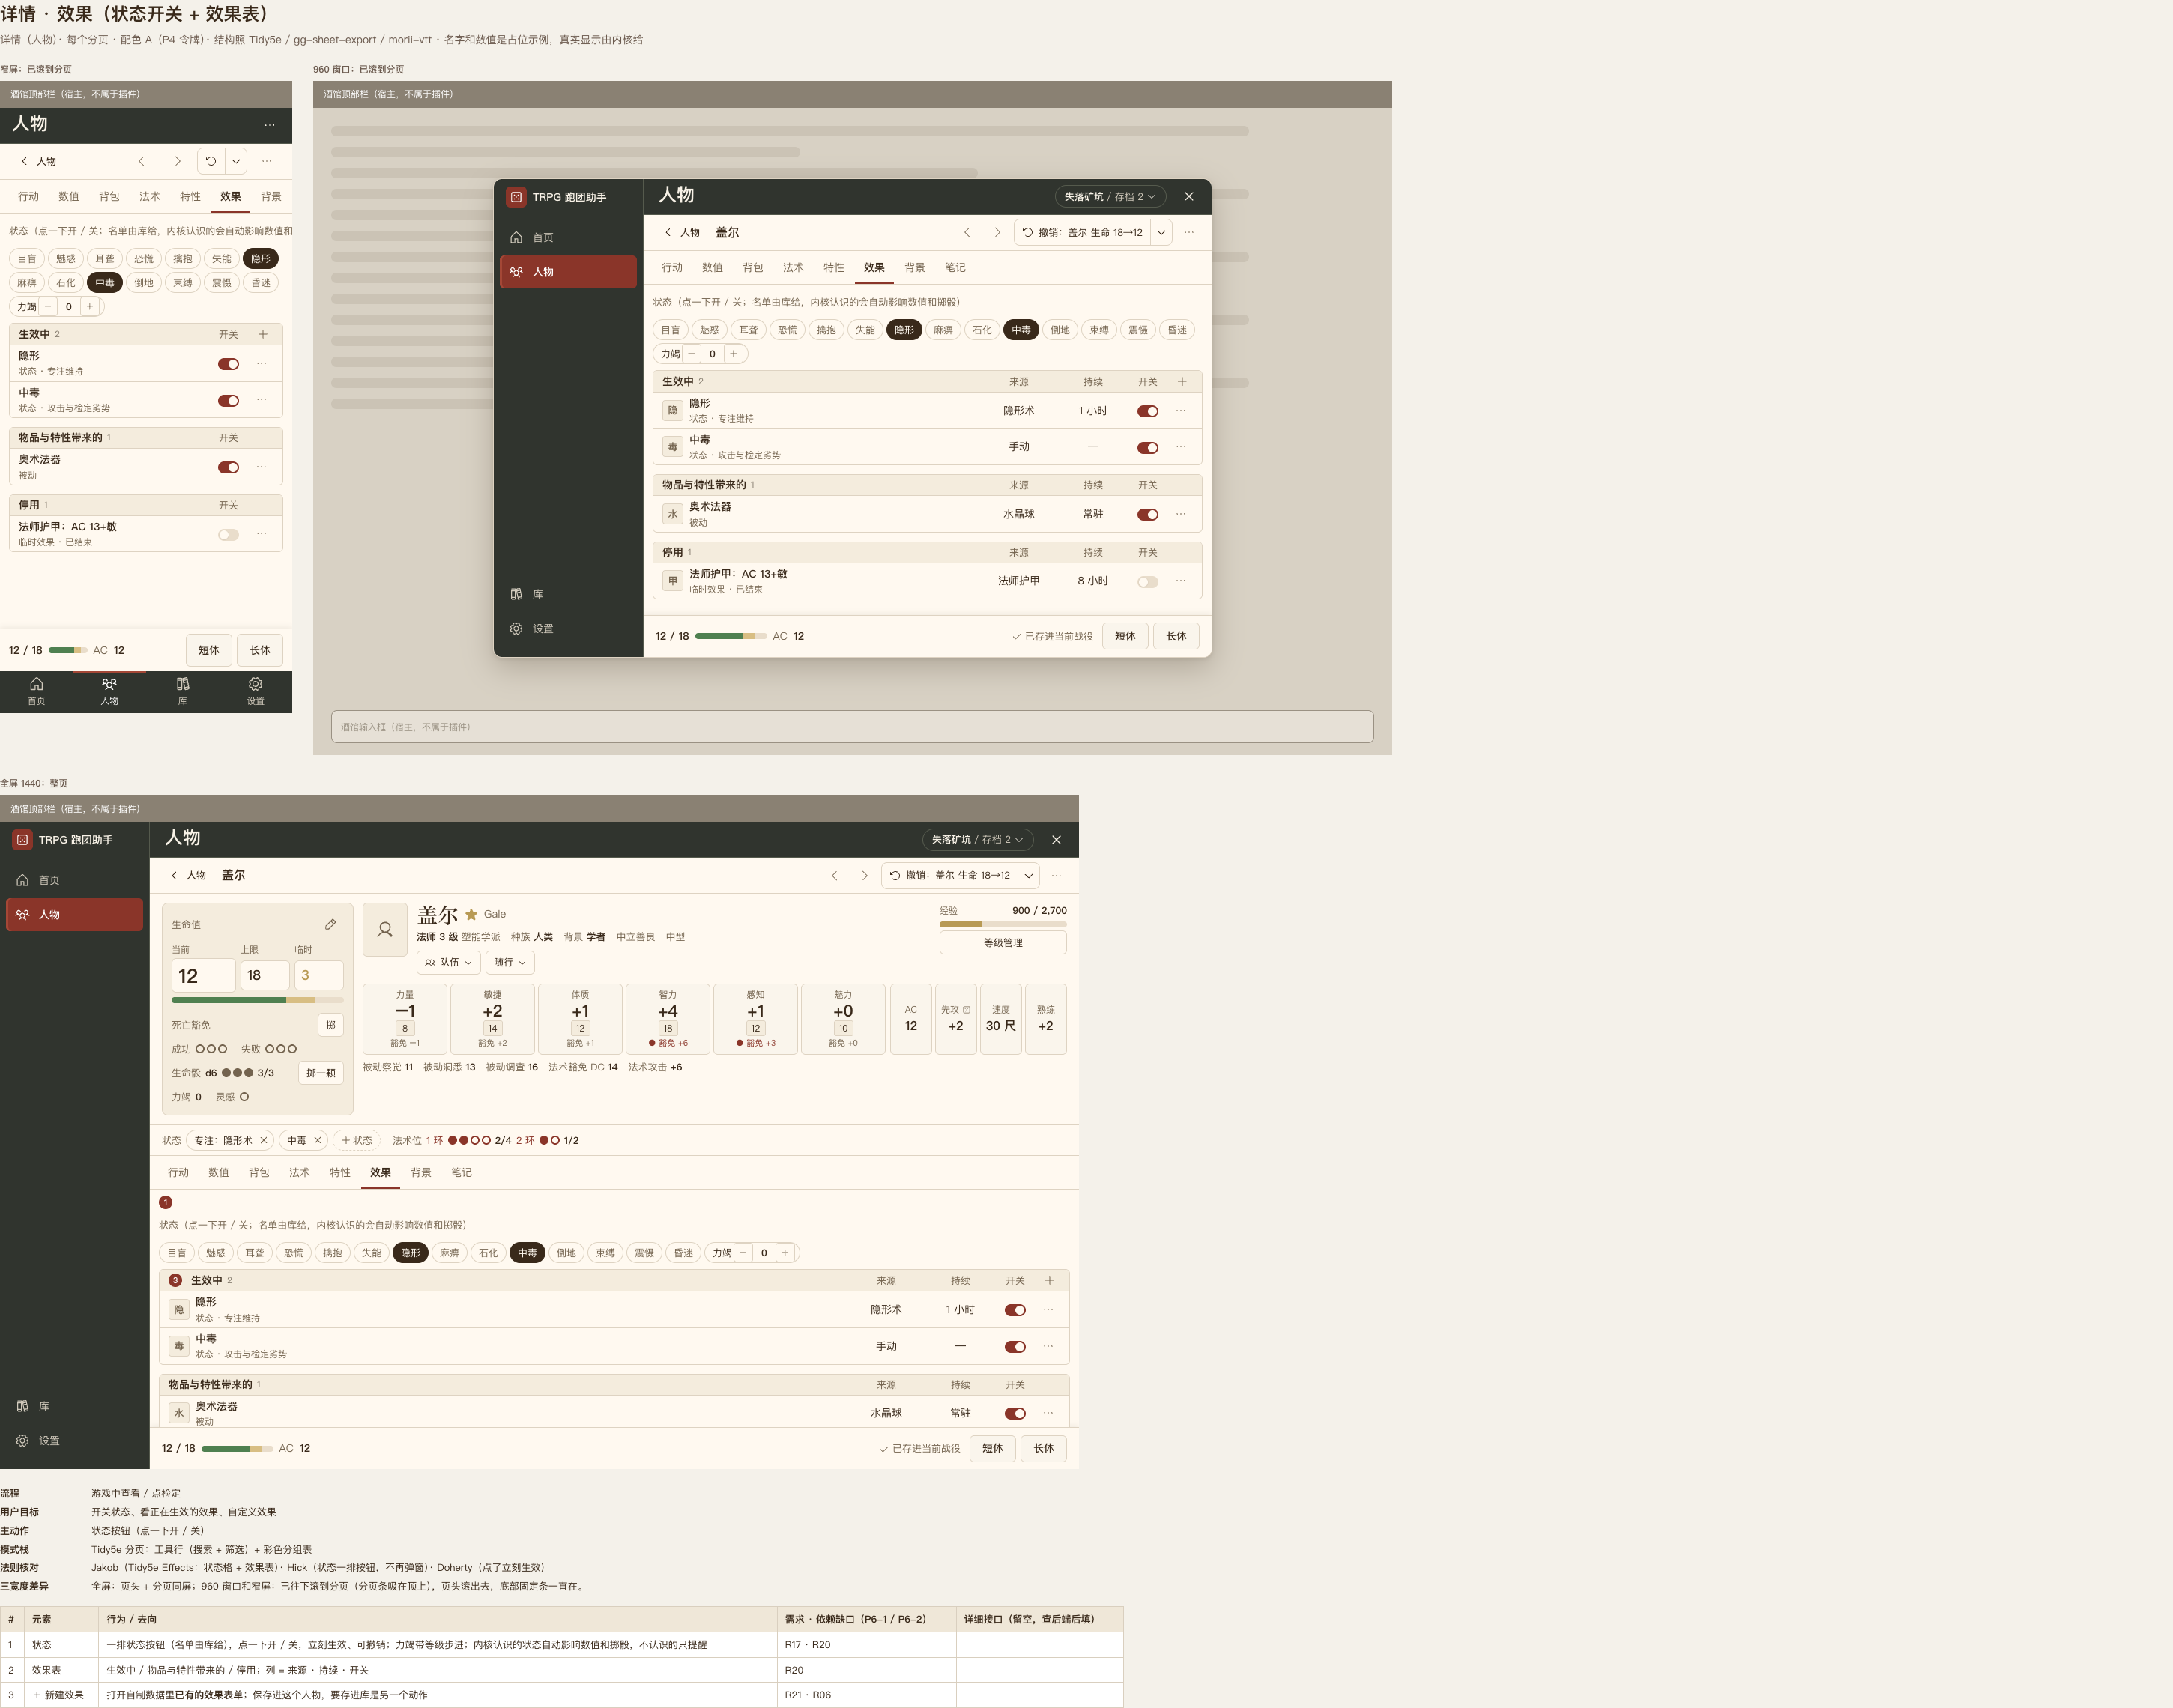 详情 · 效果（状态开关 + 效果表）
详情（人物）· 每个分页 · 配色 A（P4 令牌）· 结构照 Tidy5e / gg-sheet-export / morii-vtt · 名字和数值是占位示例，真实显示由内核给
窄屏：已滚到分页
酒馆顶部栏（宿主，不属于插件）
人物 ···
人物 ···
行动 数值 背包 法术 特性 效果 背景
状态（点一下开 / 关；名单由库给，内核认识的会自动影响数值和
目盲 魅惑 耳聋 恐慌 擒抱 失能 隐形
麻痹 石化 中毒 倒地 束缚 震慑 昏迷
力竭 − 0 +
生效中 2 开关 +
隐形
状态 · 专注维持 ···
中毒
状态 · 攻击与检定劣势 ···
物品与特性带来的 1 开关
奥术法器
被动 ···
停用 1 开关
法师护甲：AC 13+敏
临时效果 · 已结束 ···
12 / 18 AC 12 短休 长休
首页 人物 库 设置
960 窗口：已滚到分页
酒馆顶部栏（宿主，不属于插件）
TRPG 跑团助手
首页
人物
库
设置
人物 失落矿坑 / 存档 2
人物 盖尔 撤销：盖尔 生命 18→12 ···
行动 数值 背包 法术 特性 效果 背景 笔记
状态（点一下开 / 关；名单由库给，内核认识的会自动影响数值和掷骰）
目盲 魅惑 耳聋 恐慌 擒抱 失能 隐形 麻痹 石化 中毒 倒地 束缚 震慑 昏迷
力竭 − 0 +
生效中 2 来源 持续 开关 +
隐 隐形 隐形术 1 小时 ···
状态 · 专注维持
毒 中毒 手动 — ···
状态 · 攻击与检定劣势
物品与特性带来的 1 来源 持续 开关
水 奥术法器 水晶球 常驻 ···
被动
停用 1 来源 持续 开关
甲 法师护甲：AC 13+敏 法师护甲 8 小时 ···
临时效果 · 已结束
12 / 18 AC 12 已存进当前战役 短休 长休
酒馆输入框（宿主，不属于插件）
全屏 1440：整页
酒馆顶部栏（宿主，不属于插件）
TRPG 跑团助手
首页
人物
库
设置
人物 失落矿坑 / 存档 2
人物 盖尔 撤销：盖尔 生命 18→12 ···
生命值
当前 上限 临时
12 18 3
死亡豁免 掷
成功 失败
生命骰 d6 3/3 掷一颗
力竭 0 灵感
盖尔 Gale
法师 3 级 塑能学派 种族 人类 背景 学者 中立善良 中型
队伍 随行
经验 900 / 2,700
等级管理
力量 敏捷 体质 智力 感知 魅力
−1 +2 +1 +4 +1 +0
8 14 12 18 12 10
豁免 −1 豁免 +2 豁免 +1 豁免 +6 豁免 +3 豁免 +0
AC 先攻 速度 熟练
12 +2 30 尺 +2
被动察觉 11 被动洞悉 13 被动调查 16 法术豁免 DC 14 法术攻击 +6
状态 专注：隐形术 × 中毒 × + 状态 法术位 1 环 2/4 2 环 1/2
行动 数值 背包 法术 特性 效果 背景 笔记
1
状态（点一下开 / 关；名单由库给，内核认识的会自动影响数值和掷骰）
目盲 魅惑 耳聋 恐慌 擒抱 失能 隐形 麻痹 石化 中毒 倒地 束缚 震慑 昏迷 力竭 − 0 +
3 生效中 2 来源 持续 开关 +
隐 隐形 隐形术 1 小时 ···
状态 · 专注维持
毒 中毒 手动 — ···
状态 · 攻击与检定劣势
物品与特性带来的 1 来源 持续 开关
水 奥术法器 水晶球 常驻 ···
被动
12 / 18 AC 12 已存进当前战役 短休 长休
流程 游戏中查看 / 点检定
用户目标 开关状态、看正在生效的效果、自定义效果
主动作 状态按钮（点一下开 / 关）
模式栈 Tidy5e 分页：工具行（搜索 + 筛选）+ 彩色分组表
法则核对 Jakob（Tidy5e Effects：状态格 + 效果表）· Hick（状态一排按钮，不再弹窗）· Doherty（点了立刻生效）
三宽度差异 全屏：页头 + 分页同屏；960 窗口和窄屏：已往下滚到分页（分页条吸在顶上），页头滚出去，底部固定条一直在。
# 元素 行为 / 去向 需求 · 依赖缺口（P6-1 / P6-2） 详细接口（留空，查后端后填）
1 状态 一排状态按钮（名单由库给），点一下开 / 关，立刻生效、可撤销；力竭带等级步进；内核认识的状态自动影响数值和掷骰，不认识的只提醒 R17 · R20
2 效果表 生效中 / 物品与特性带来的 / 停用；列 = 来源 · 持续 · 开关 R20
3 + 新建效果 打开自制数据里已有的效果表单；保存进这个人物，要存进库是另一个动作 R21 · R06